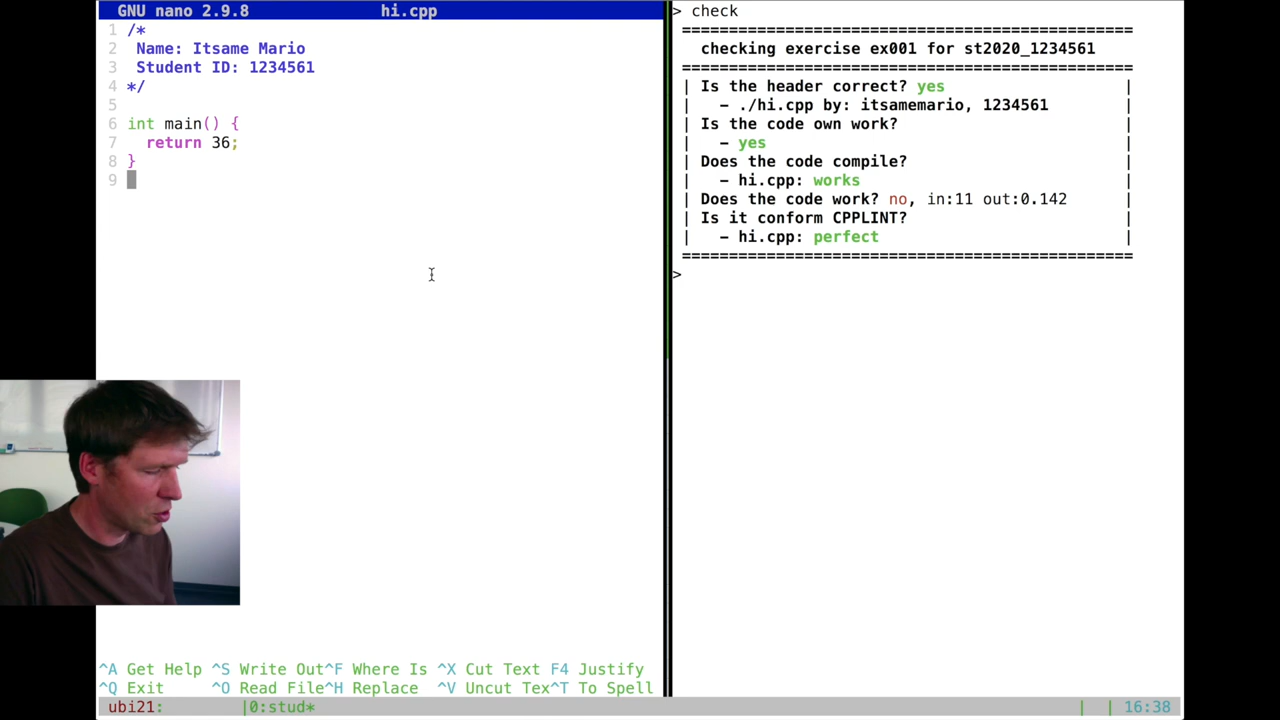 GNU nano 2.9.8 hi.cpp
1 /*
2 Name: Itsame Mario
3 Student ID: 1234561
4 */
5
6 int main() {
7 return 36;
8 }
9
^A Get Help ^S Write Out^F Where Is ^X Cut Text F4 Justify
^Q Exit ^O Read File^H Replace ^V Uncut Tex^T To Spell
> check
================================================
checking exercise ex001 for st2020_1234561
================================================
| Is the header correct? yes |
| - ./hi.cpp by: itsamemario, 1234561 |
| Is the code own work? |
| - yes |
| Does the code compile? |
| - hi.cpp: works |
| Does the code work? no, in:11 out:0.142 |
| Is it conform CPPLINT? |
| - hi.cpp: perfect |
================================================
>
ubi21: |0:stud* | | 16:38